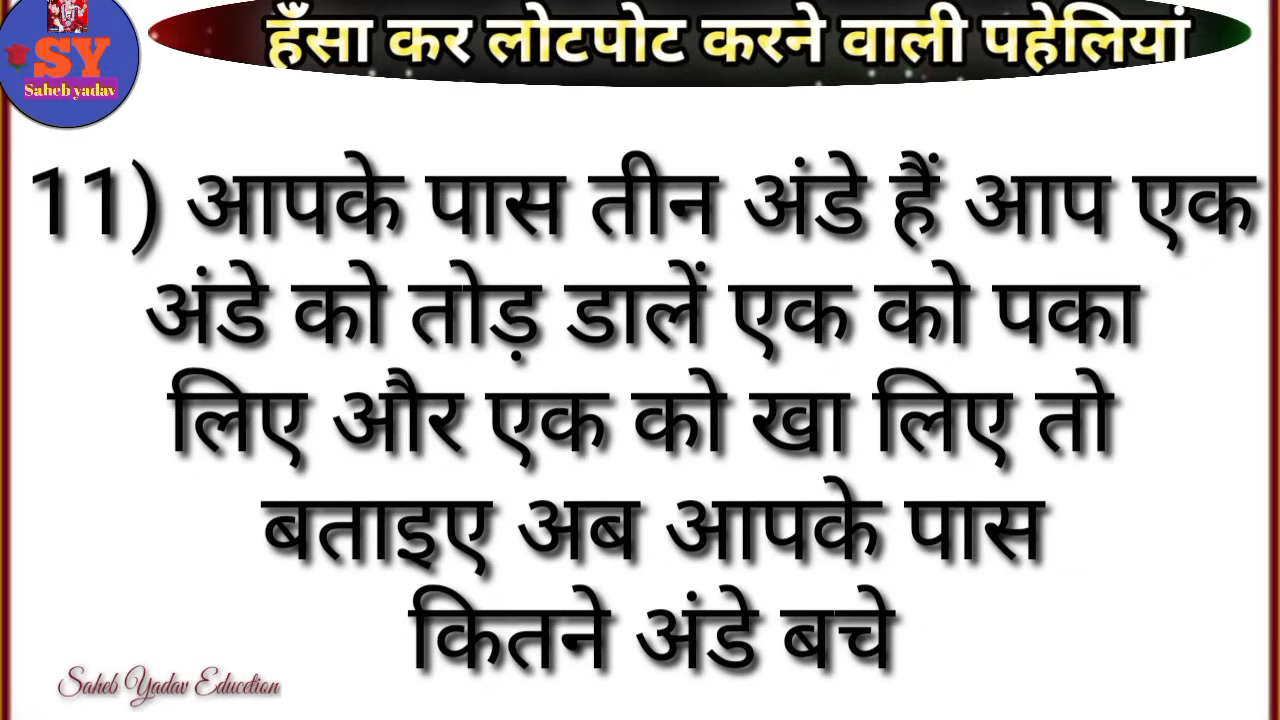 SY
Saheb yadav
हँसा कर लोटपोट करने वाली पहेलियां
11) आपके पास तीन अंडे हैं आप एक
अंडे को तोड़ डालें एक को पका
लिए और एक को खा लिए तो
बताइए अब आपके पास
कितने अंडे बचे
Saheb Yadav Educetion